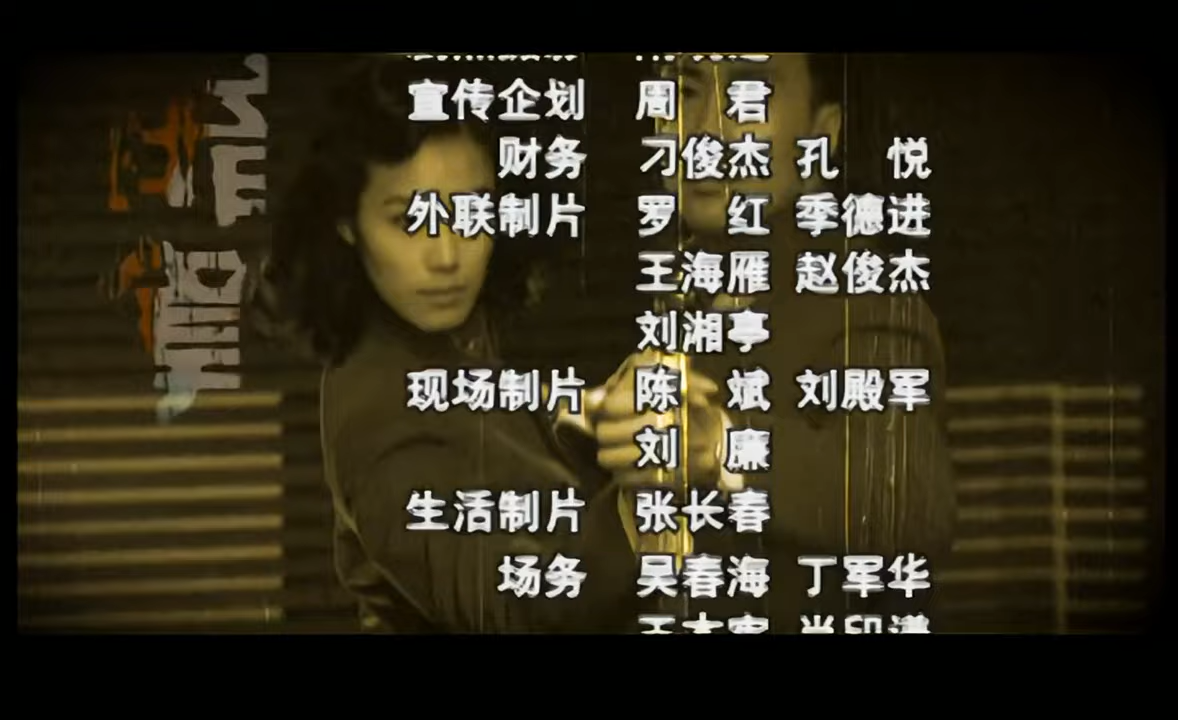 宣传企划 周 君
财务 刁俊杰 孔 悦
外联制片 罗 红 季德进
王海雁 赵俊杰
刘湘亭
现场制片 陈 斌 刘殿军
刘 廉
生活制片 张长春
场务 吴春海 丁军华